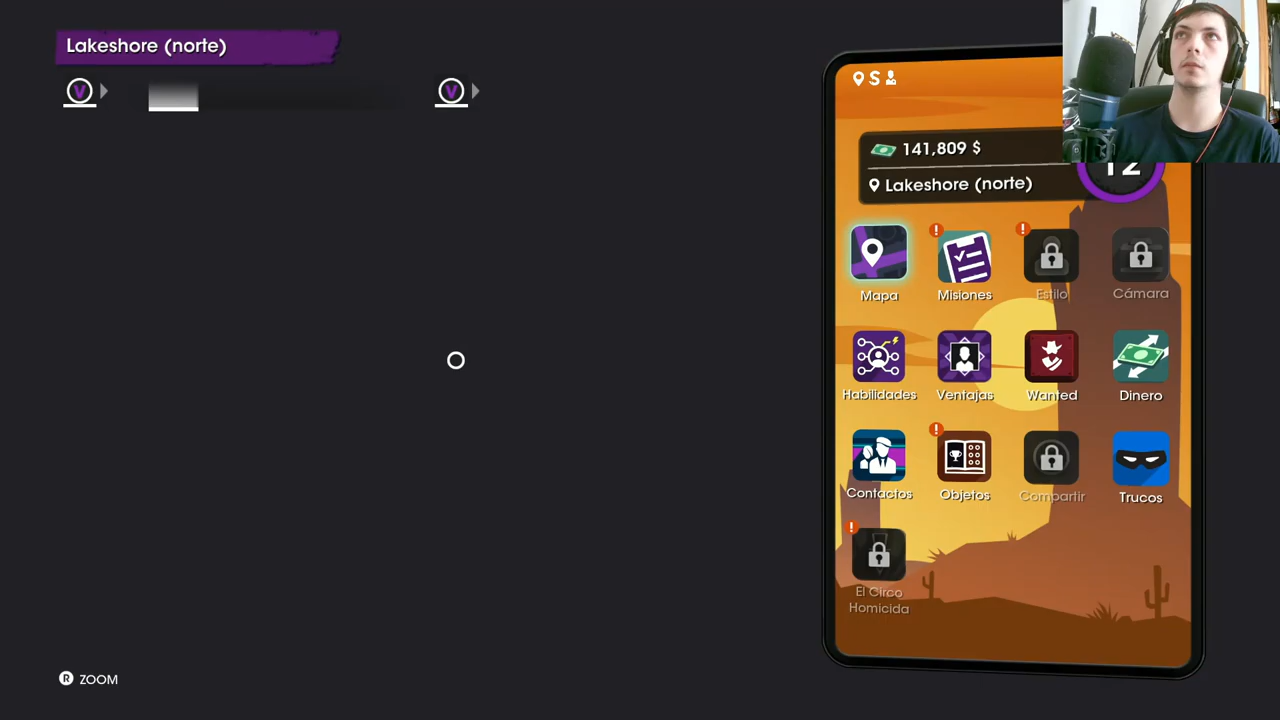 Lakeshore (norte)
V
V
S
141,809 $
Lakeshore (norte)
12
Mapa
Misiones
Estilo
Cámara
Habilidades
Ventajas
Wanted
Dinero
Contactos
Objetos
Compartir
Trucos
El Circo
Homicida
R ZOOM